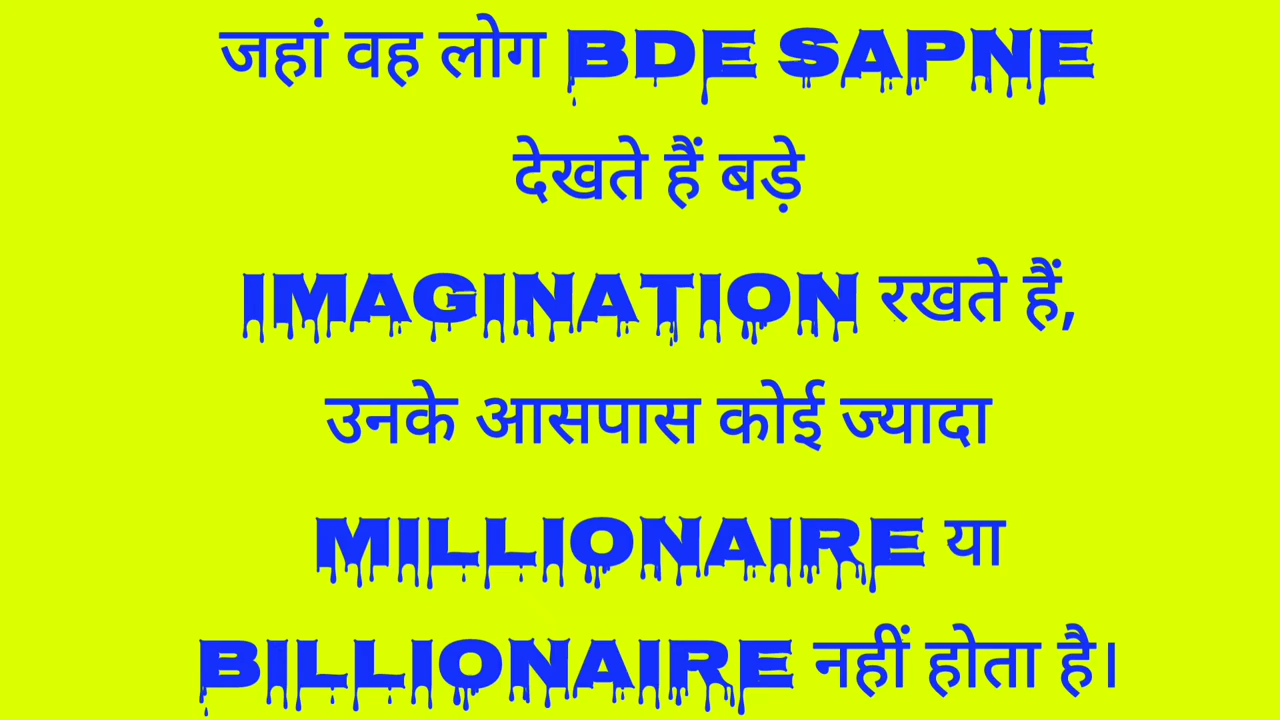 जहां वह लोग BDE SAPNE
देखते हैं बड़े
IMAGINATION रखते हैं,
उनके आसपास कोई ज्यादा
MILLIONAIRE या
BILLIONAIRE नहीं होता है।